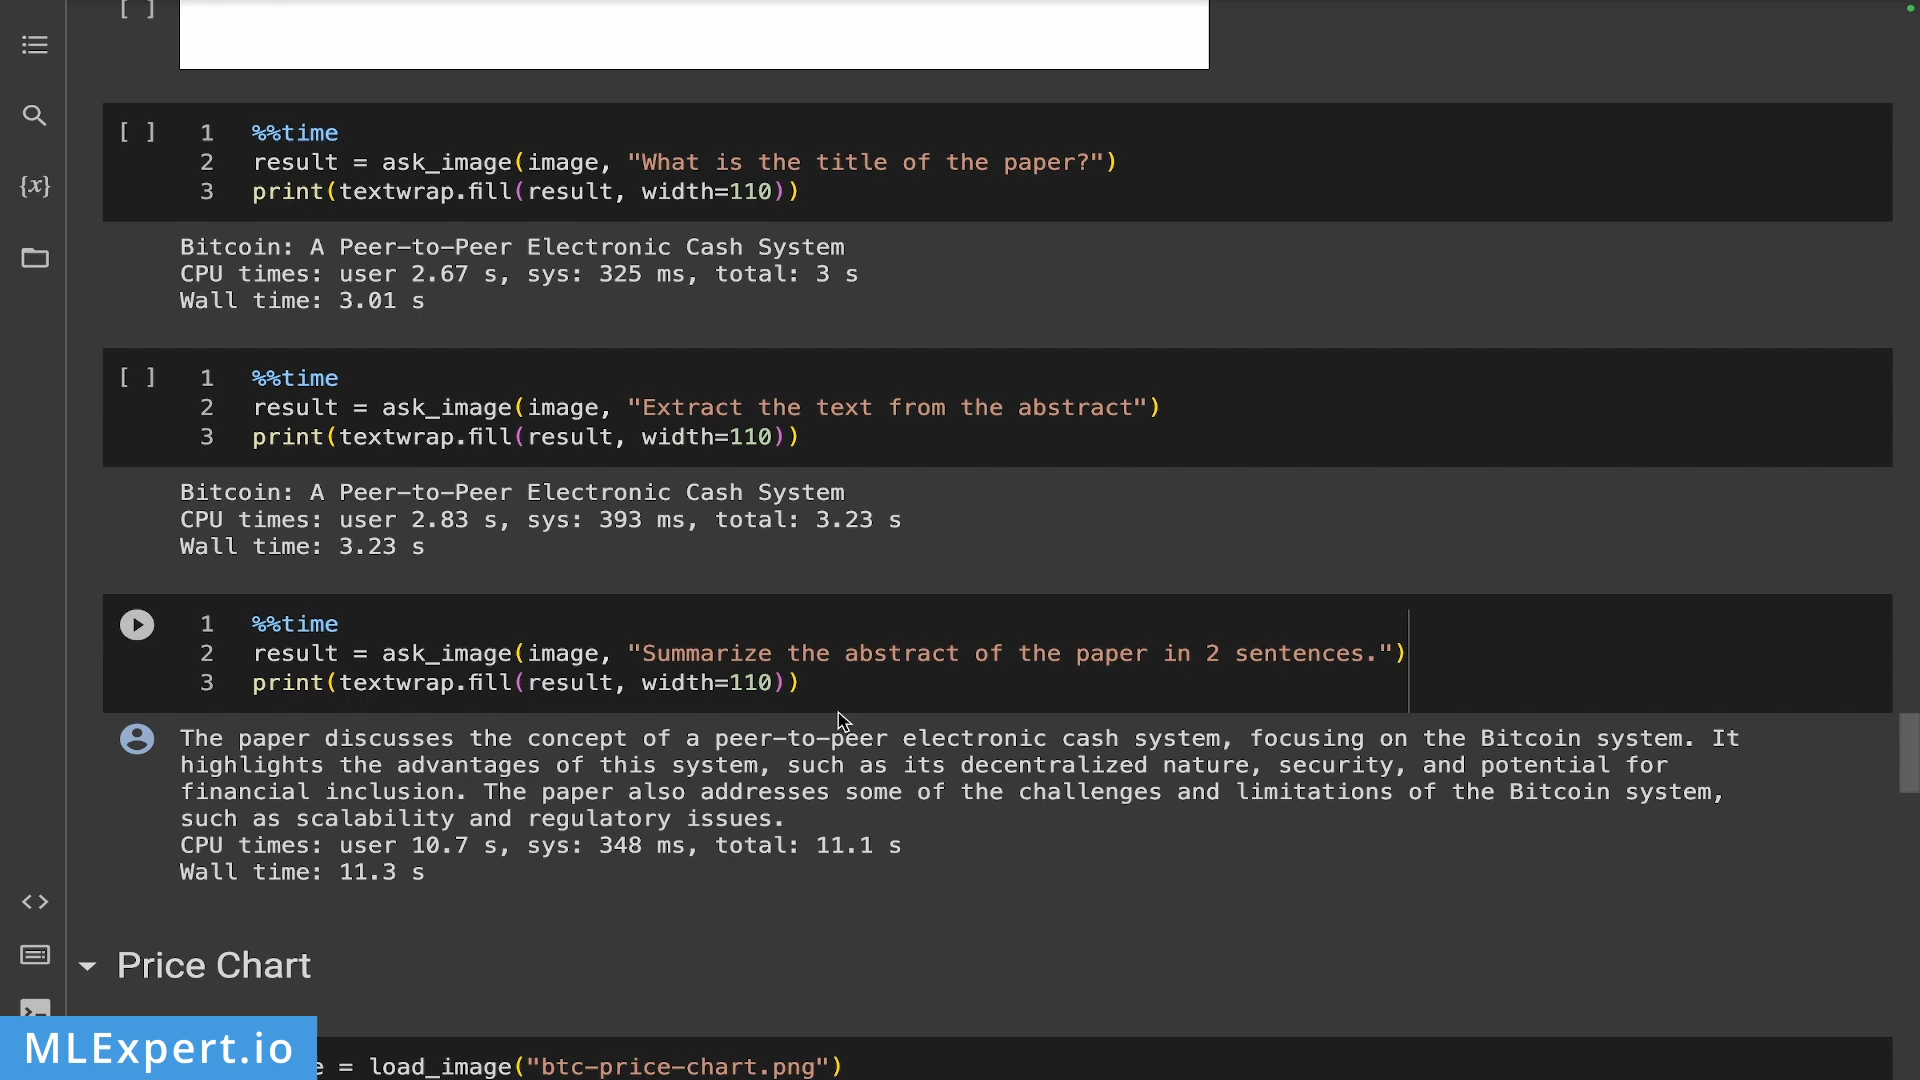 [ ]
[ ] 1 %%time
2 result = ask_image(image, "What is the title of the paper?")
3 print(textwrap.fill(result, width=110))
Bitcoin: A Peer-to-Peer Electronic Cash System
CPU times: user 2.67 s, sys: 325 ms, total: 3 s
Wall time: 3.01 s
[ ] 1 %%time
2 result = ask_image(image, "Extract the text from the abstract")
3 print(textwrap.fill(result, width=110))
Bitcoin: A Peer-to-Peer Electronic Cash System
CPU times: user 2.83 s, sys: 393 ms, total: 3.23 s
Wall time: 3.23 s
1 %%time
2 result = ask_image(image, "Summarize the abstract of the paper in 2 sentences.")
3 print(textwrap.fill(result, width=110))
The paper discusses the concept of a peer-to-peer electronic cash system, focusing on the Bitcoin system. It
highlights the advantages of this system, such as its decentralized nature, security, and potential for
financial inclusion. The paper also addresses some of the challenges and limitations of the Bitcoin system,
such as scalability and regulatory issues.
CPU times: user 10.7 s, sys: 348 ms, total: 11.1 s
Wall time: 11.3 s
Price Chart
e = load_image("btc-price-chart.png")
{x}
<>
MLExpert.io